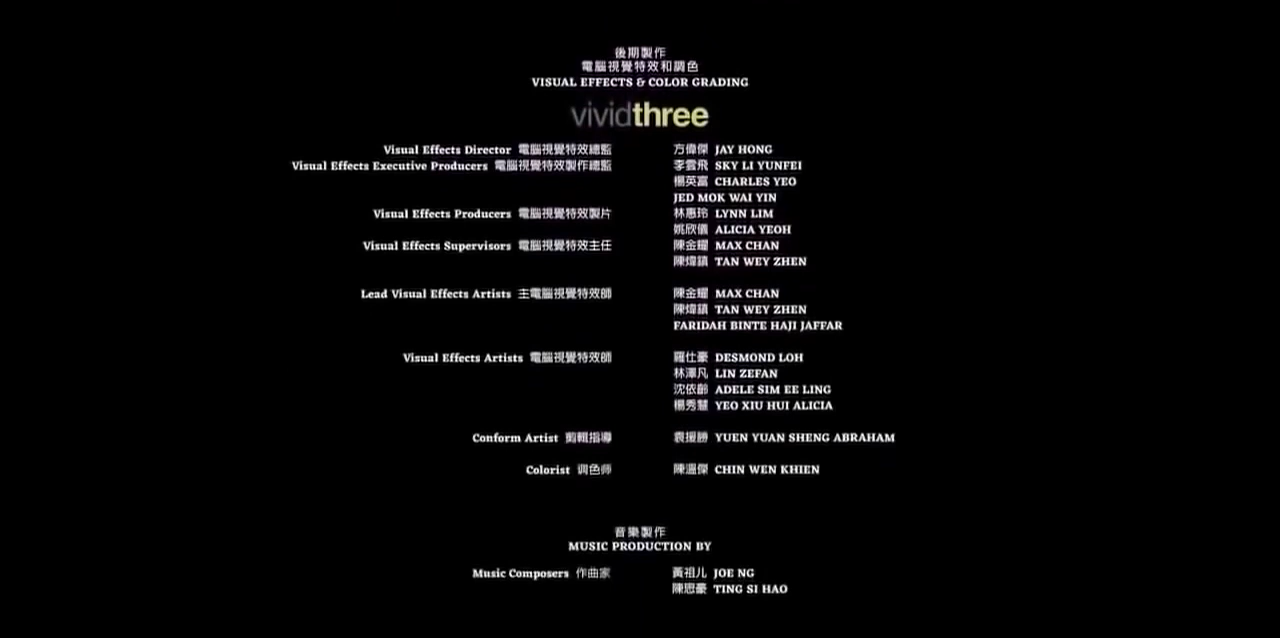 後期製作
電腦視覺特效和調色
VISUAL EFFECTS & COLOR GRADING
vividthree
Visual Effects Director 電腦視覺特效總監 方偉傑 JAY HONG
Visual Effects Executive Producers 電腦視覺特效製作總監 李雲飛 SKY LI YUNFEI
楊英富 CHARLES YEO
JED MOK WAI YIN
Visual Effects Producers 電腦視覺特效製片 林惠玲 LYNN LIM
姚欣儀 ALICIA YEOH
Visual Effects Supervisors 電腦視覺特效主任 陳金耀 MAX CHAN
陳煒鎮 TAN WEY ZHEN
Lead Visual Effects Artists 主電腦視覺特效師 陳金耀 MAX CHAN
陳煒鎮 TAN WEY ZHEN
FARIDAH BINTE HAJI JAFFAR
Visual Effects Artists 電腦視覺特效師 羅仕豪 DESMOND LOH
林澤凡 LIN ZEFAN
沈依齡 ADELE SIM EE LING
楊秀慧 YEO XIU HUI ALICIA
Conform Artist 剪輯指導 袁援勝 YUEN YUAN SHENG ABRAHAM
Colorist 调色师 陳溫傑 CHIN WEN KHIEN
音樂製作
MUSIC PRODUCTION BY
Music Composers 作曲家 黃祖儿 JOE NG
陳思豪 TING SI HAO